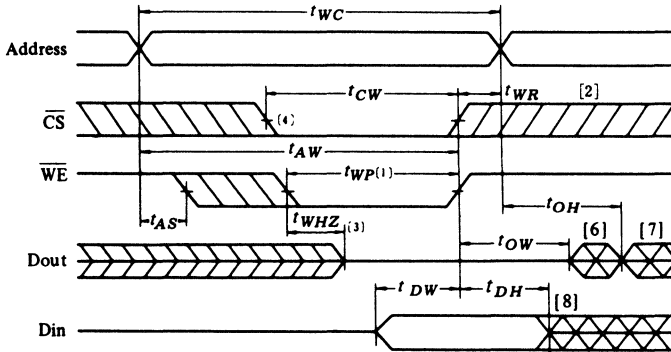 tWC
Address
tCW
tWR
[2]
CS
(4)
tAW
WE
tWP(1)
tAS
tWHZ(3)
tOH
tOW
[6]
[7]
Dout
tDW
tDH
[8]
Din